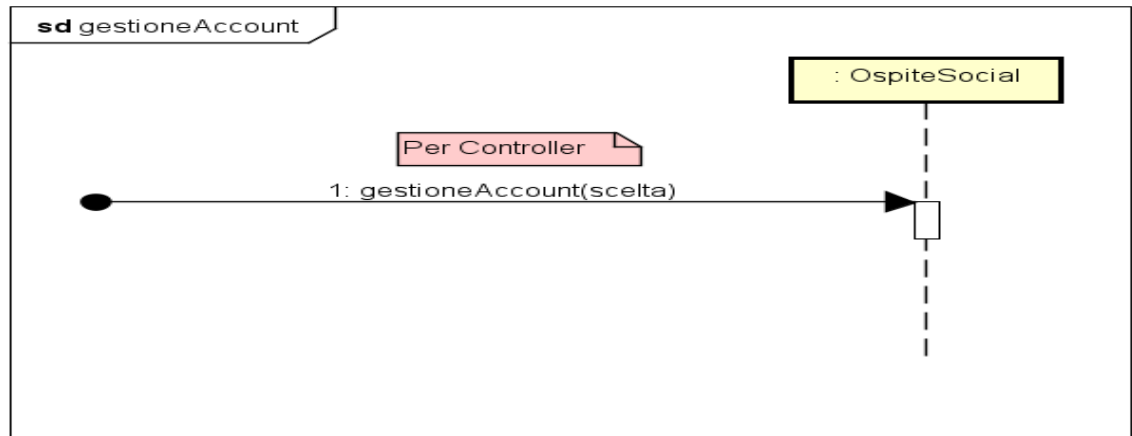 sd gestioneAccount
: OspiteSocial
Per Controller
1: gestioneAccount(scelta)